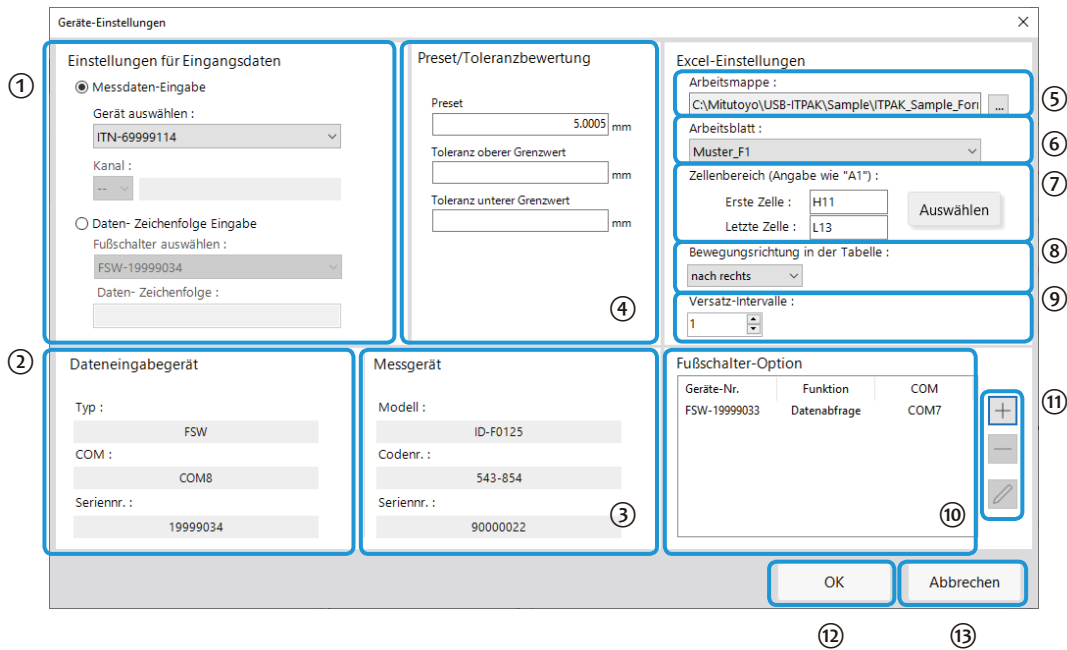 Geräte-Einstellungen
①
Einstellungen für Eingangsdaten
Messdaten-Eingabe
Gerät auswählen :
ITN-69999114
Kanal :
--
Daten- Zeichenfolge Eingabe
Fußschalter auswählen :
FSW-19999034
Daten- Zeichenfolge :
Preset/Toleranzbewertung
Preset
5.0005 mm
Toleranz oberer Grenzwert
mm
Toleranz unterer Grenzwert
mm
④
Excel-Einstellungen
Arbeitsmappe :
C:\Mitutoyo\USB-ITPAK\Sample\ITPAK_Sample_For
...
⑤
Arbeitsblatt :
Muster_F1
⑥
Zellenbereich (Angabe wie "A1") :
Erste Zelle : H11
Letzte Zelle : L13
Auswählen
⑦
Bewegungsrichtung in der Tabelle :
nach rechts
⑧
Versatz-Intervalle :
1
⑨
②
Dateneingabegerät
Typ :
FSW
COM :
COM8
Seriennr. :
19999034
Messgerät
Modell :
ID-F0125
Codenr. :
543-854
Seriennr. :
90000022
③
Fußschalter-Option
Geräte-Nr. Funktion COM
FSW-19999033 Datenabfrage COM7
⑩
⑪
OK
Abbrechen
⑫
⑬